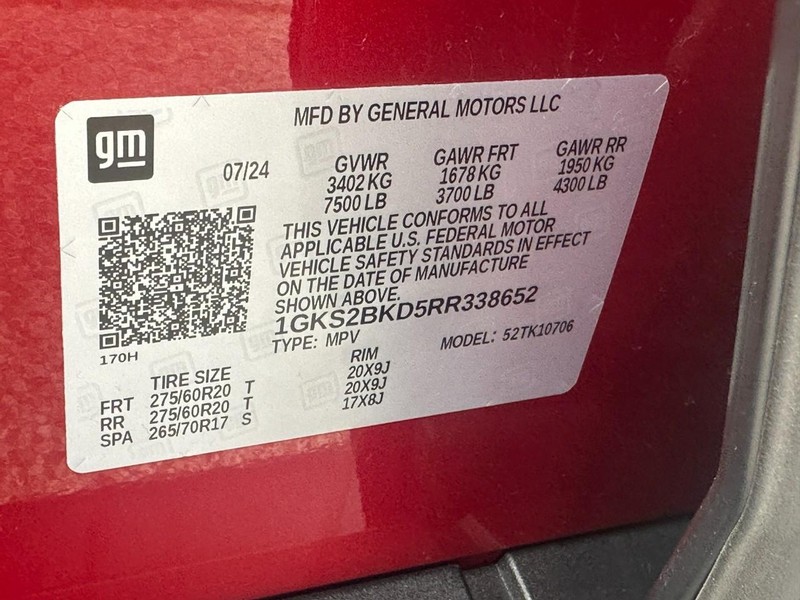 gm
MFD BY GENERAL MOTORS LLC
07/24
GVWR
3402 KG
7500 LB
GAWR FRT
1678 KG
3700 LB
GAWR RR
1950 KG
4300 LB
THIS VEHICLE CONFORMS TO ALL
APPLICABLE U.S. FEDERAL MOTOR
VEHICLE SAFETY STANDARDS IN EFFECT
ON THE DATE OF MANUFACTURE
SHOWN ABOVE.
1GKS2BKD5RR338652
TYPE: MPV MODEL: 52TK10706
170H
TIRE SIZE RIM
FRT 275/60R20 T 20X9J
RR 275/60R20 T 20X9J
SPA 265/70R17 S 17X8J